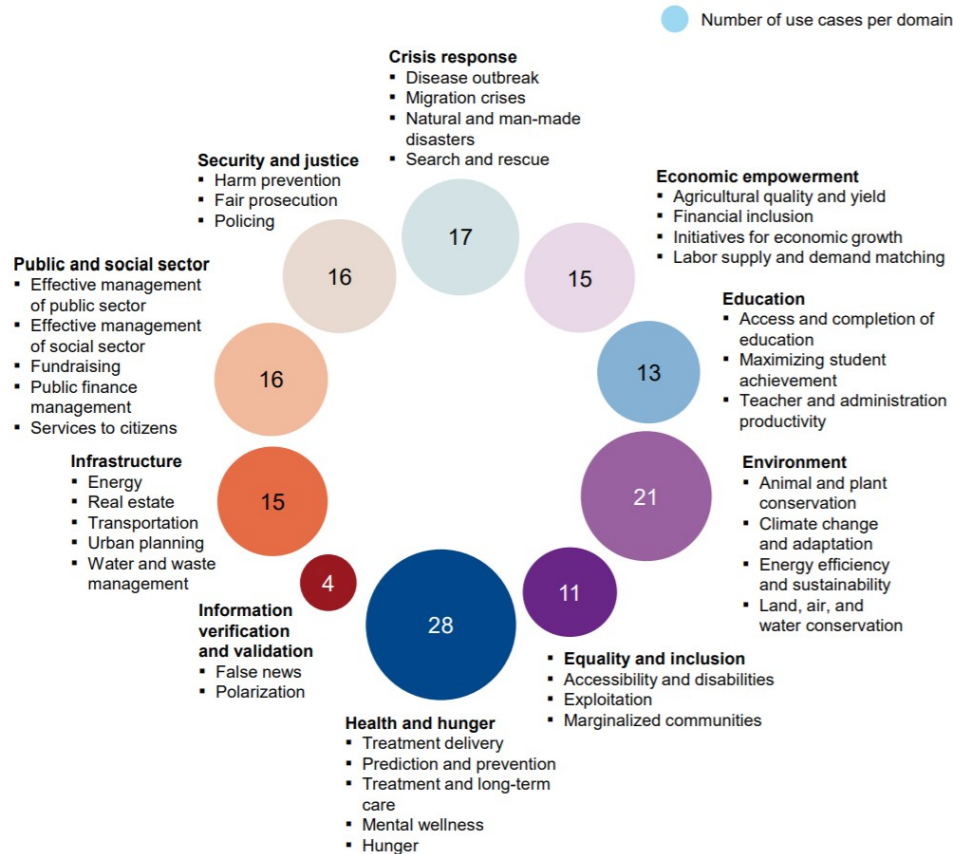 Number of use cases per domain
Crisis response
▪ Disease outbreak
▪ Migration crises
▪ Natural and man-made
disasters
▪ Search and rescue
17
Economic empowerment
▪ Agricultural quality and yield
▪ Financial inclusion
▪ Initiatives for economic growth
▪ Labor supply and demand matching
15
Education
▪ Access and completion of
education
▪ Maximizing student
achievement
▪ Teacher and administration
productivity
13
Environment
▪ Animal and plant
conservation
▪ Climate change
and adaptation
▪ Energy efficiency
and sustainability
▪ Land, air, and
water conservation
21
▪ Equality and inclusion
▪ Accessibility and disabilities
▪ Exploitation
▪ Marginalized communities
11
Health and hunger
▪ Treatment delivery
▪ Prediction and prevention
▪ Treatment and long-term
care
▪ Mental wellness
▪ Hunger
28
Information
verification
and validation
▪ False news
▪ Polarization
4
Infrastructure
▪ Energy
▪ Real estate
▪ Transportation
▪ Urban planning
▪ Water and waste
management
15
Public and social sector
▪ Effective management
of public sector
▪ Effective management
of social sector
▪ Fundraising
▪ Public finance
management
▪ Services to citizens
16
Security and justice
▪ Harm prevention
▪ Fair prosecution
▪ Policing
16